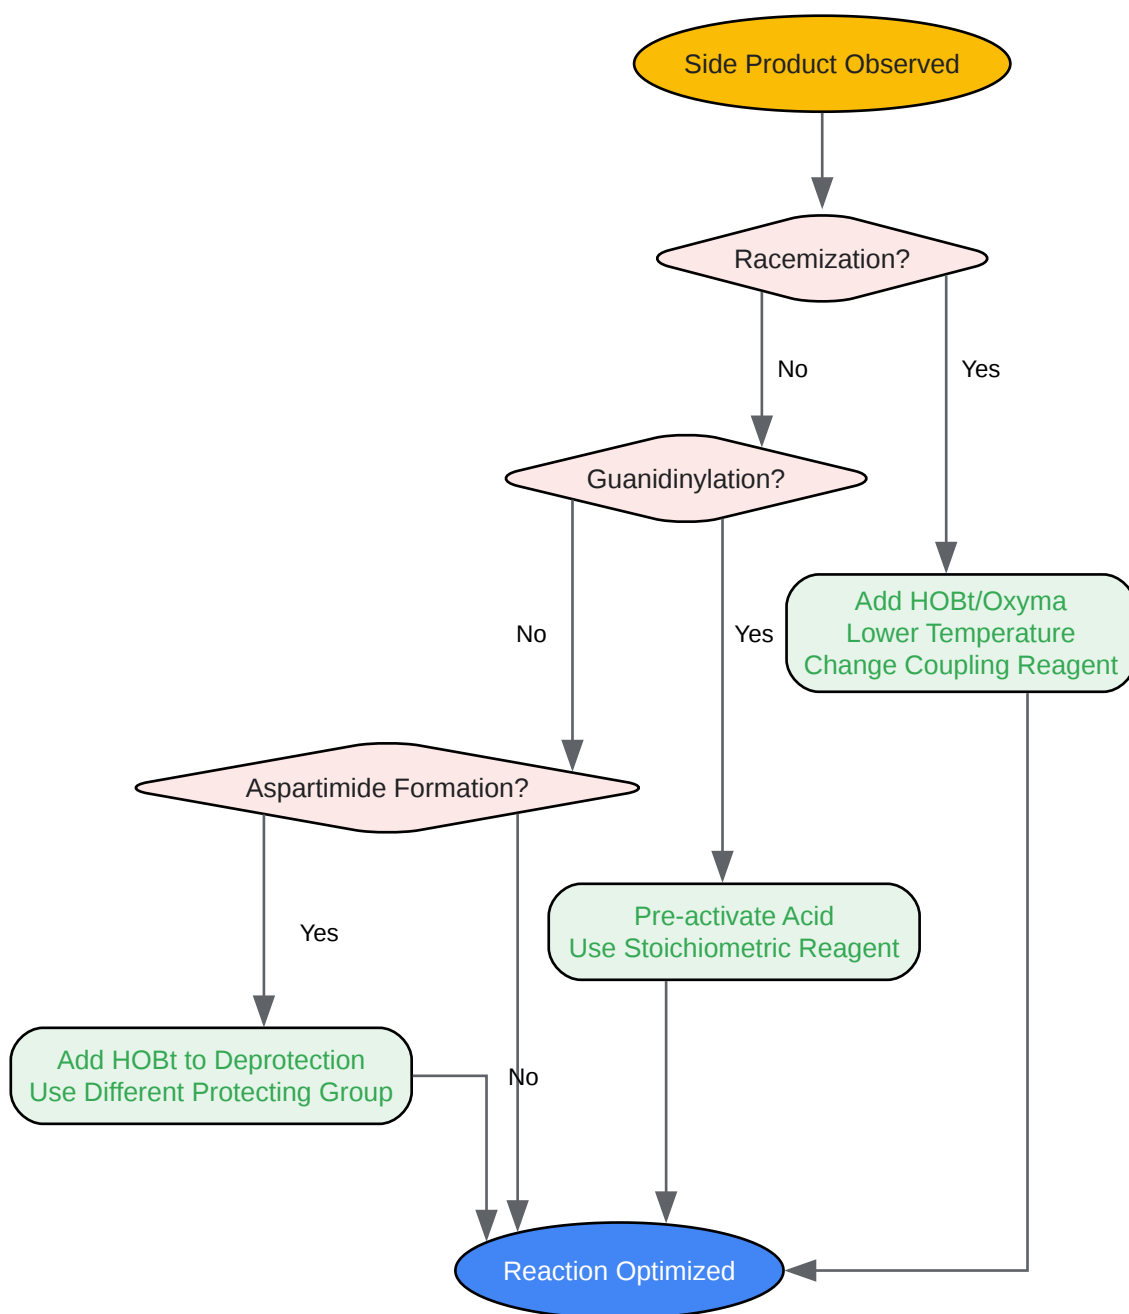 Side Product Observed
Racemization?
No
Yes
Guanidinylation?
Add HOBt/Oxyma
Lower Temperature
Change Coupling Reagent
No
Yes
Aspartimide Formation?
Pre-activate Acid
Use Stoichiometric Reagent
Yes
Add HOBt to Deprotection
Use Different Protecting Group
No
Reaction Optimized